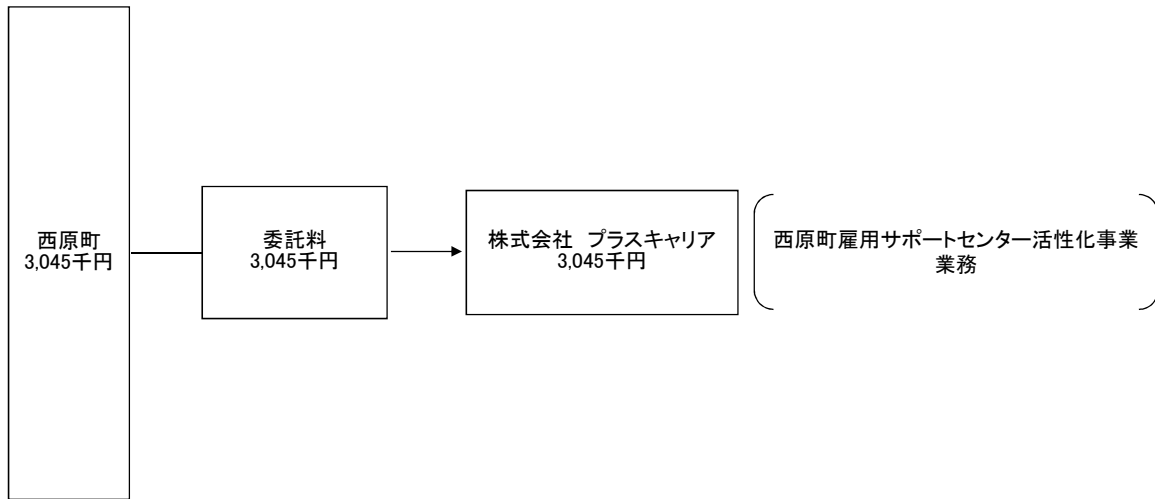 西原町
3,045千円
委託料
3,045千円
株式会社　プラスキャリア
3,045千円
西原町雇用サポートセンター活性化事業
業務